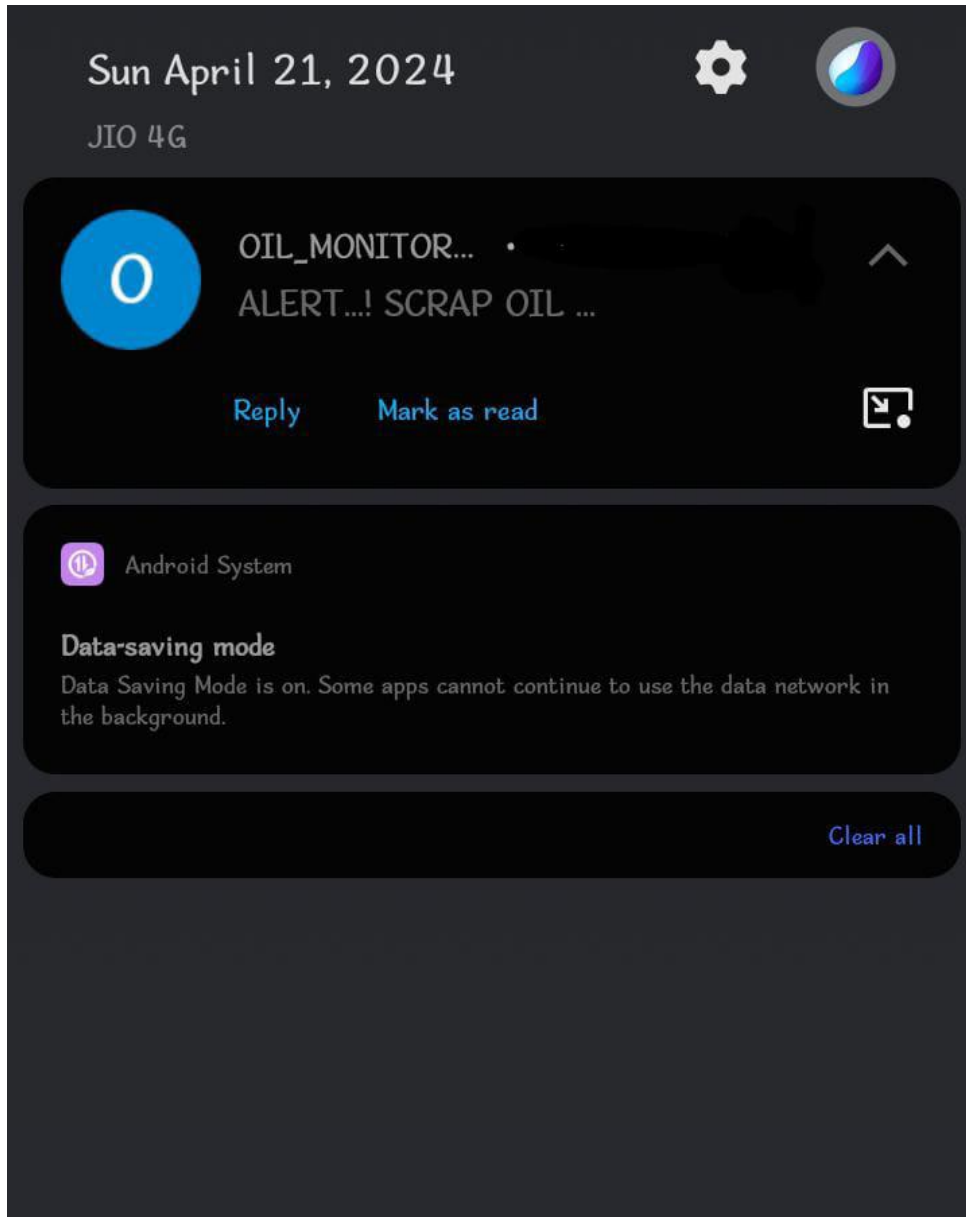 Sun April 21, 2024
JIO 4G
O
OIL_MONITOR... •
ALERT...! SCRAP OIL ...
Reply Mark as read
Android System
Data-saving mode
Data Saving Mode is on. Some apps cannot continue to use the data network in
the background.
Clear all